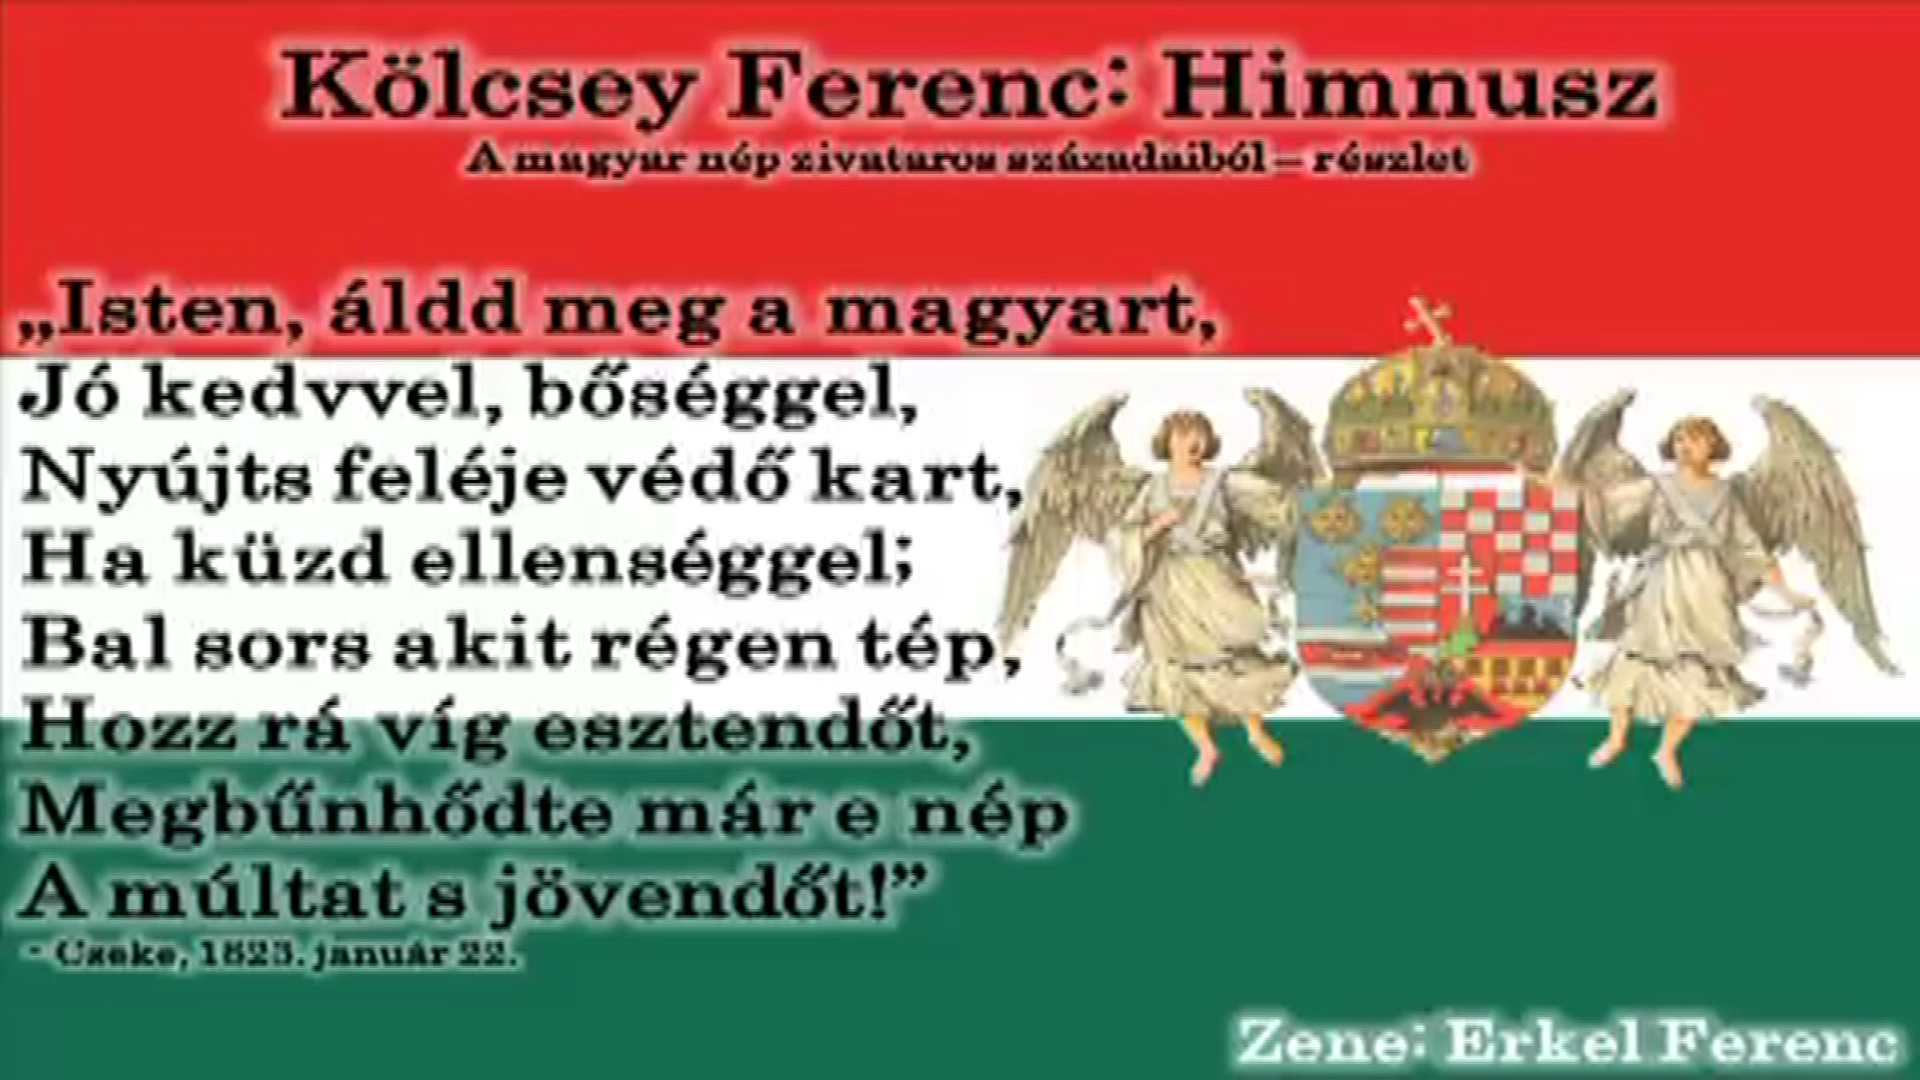 Kölcsey Ferenc: Himnusz
A magyar nép zivataros századaiból – részlet
„Isten, áldd meg a magyart,
Jó kedvvel, bőséggel,
Nyújts feléje védő kart,
Ha küzd ellenséggel;
Bal sors akit régen tép,
Hozz rá víg esztendőt,
Megbűnhődte már e nép
A múltat s jövendőt!”
- Cseke, 1823. január 22.
Zene: Erkel Ferenc